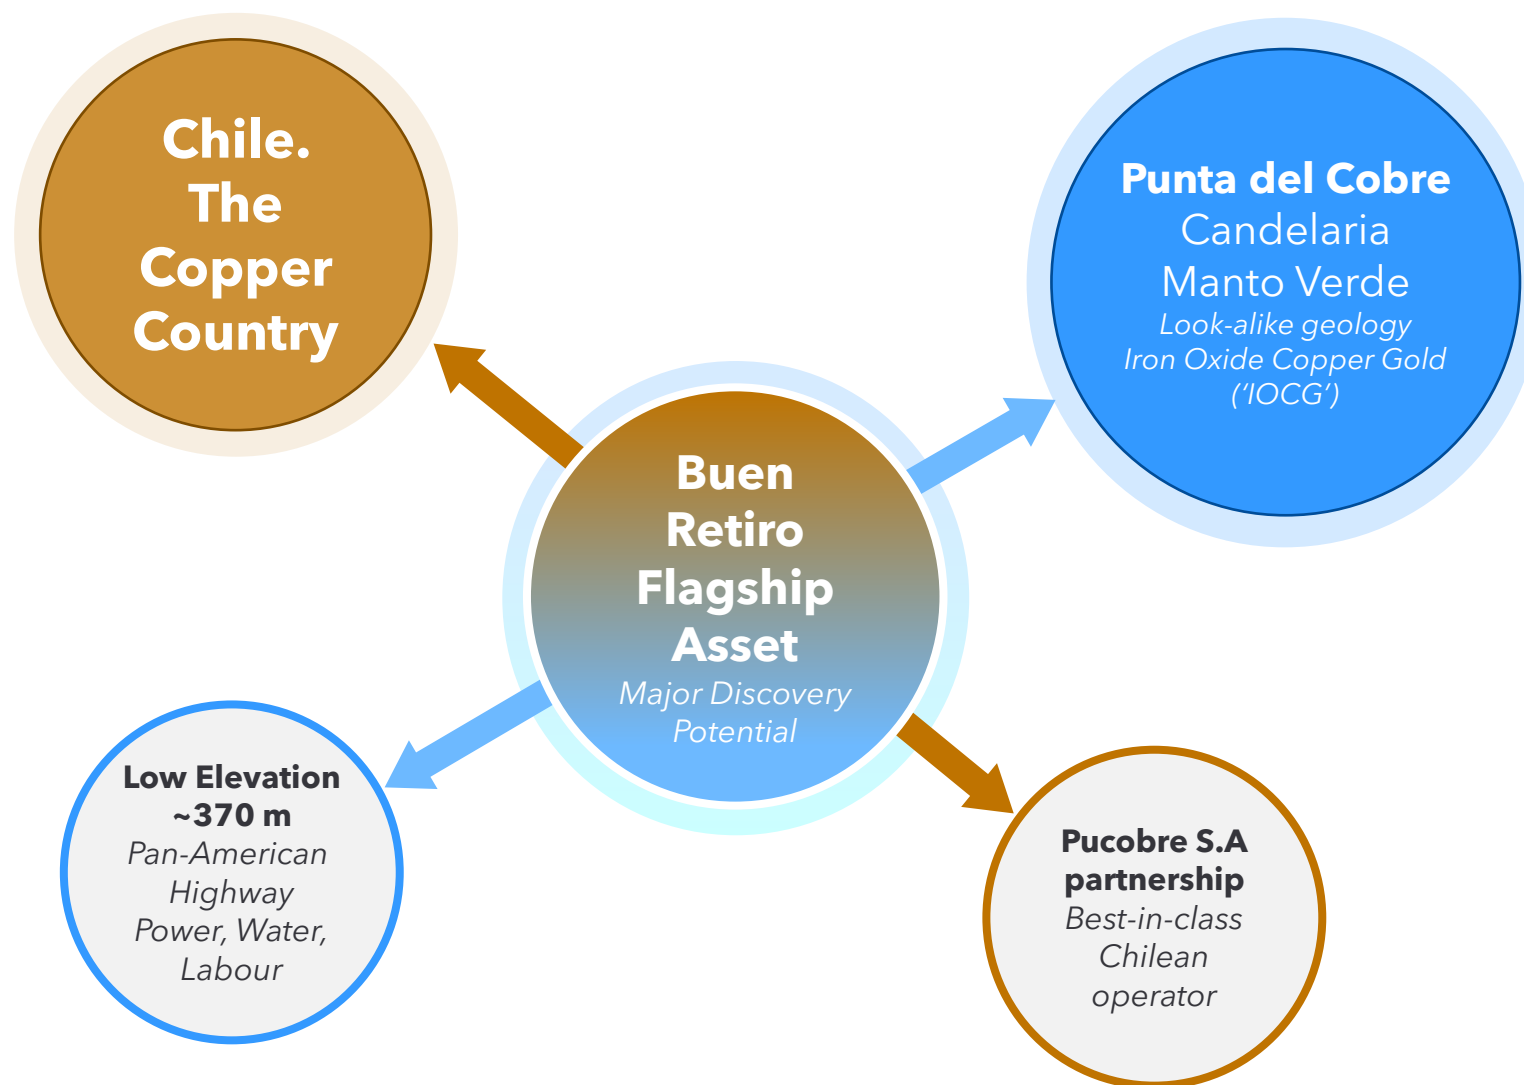 Chile.
The
Copper
Country
Punta del Cobre
Candelaria
Manto Verde
Look-alike geology
Iron Oxide Copper Gold
(‘IOCG’)
Buen
Retiro
Flagship
Asset
Major Discovery
Potential
Low Elevation
~370 m
Pan-American
Highway
Power, Water,
Labour
Pucobre S.A
partnership
Best-in-class
Chilean
operator